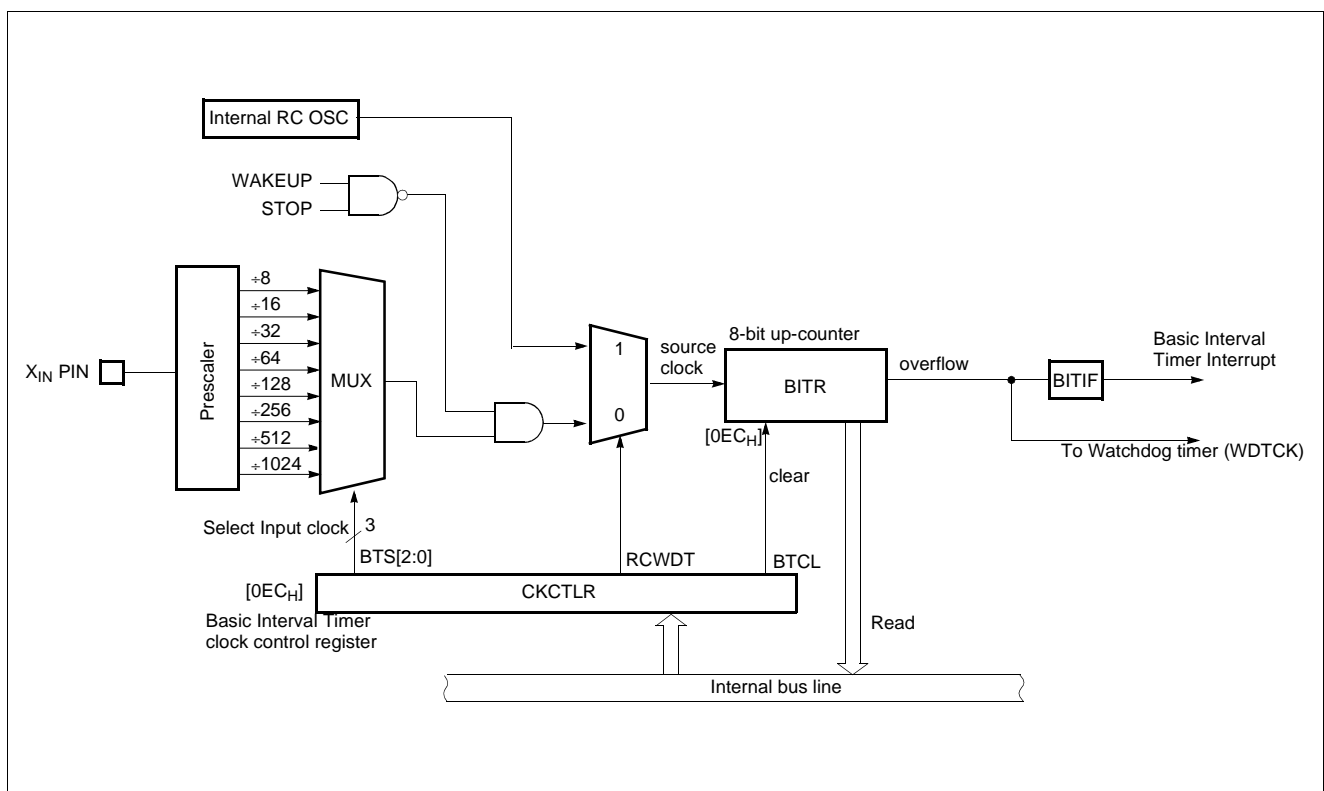 Internal RC OSC
WAKEUP
STOP
÷8
÷16
÷32
÷64
÷128
÷256
÷512
÷1024
XIN PIN
Prescaler
MUX
1
0
source
clock
8-bit up-counter
BITR
[0ECH]
overflow
BITIF
Basic Interval
Timer Interrupt
To Watchdog timer (WDTCK)
clear
Select Input clock
3
BTS[2:0]
RCWDT
BTCL
[0ECH]
CKCTLR
Basic Interval Timer
clock control register
Read
Internal bus line